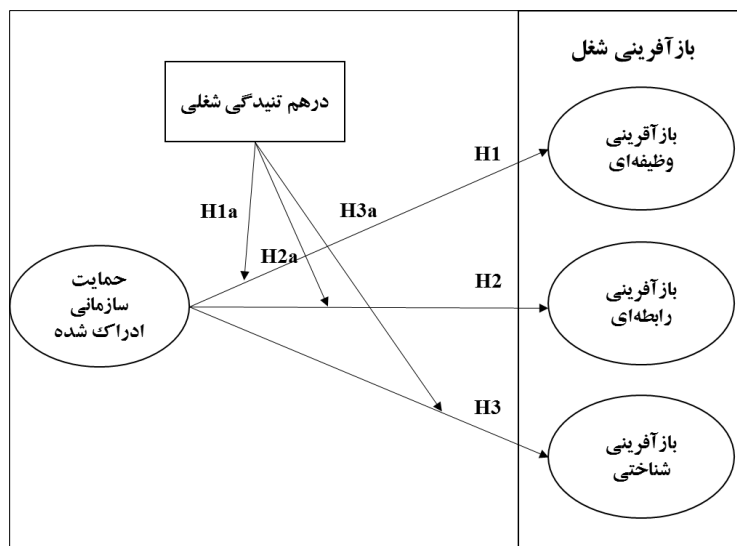 بازآفرینی شغل
درهم تنیدگی شغلی
بازآقرینی
وظیفه‌ای
H1
H1a
H3a
H2a
حمایت
سازمانی
ادراک شده
H2
بازآفرینی
رابطه‌ای
H3
بازآفرینی
شناختی